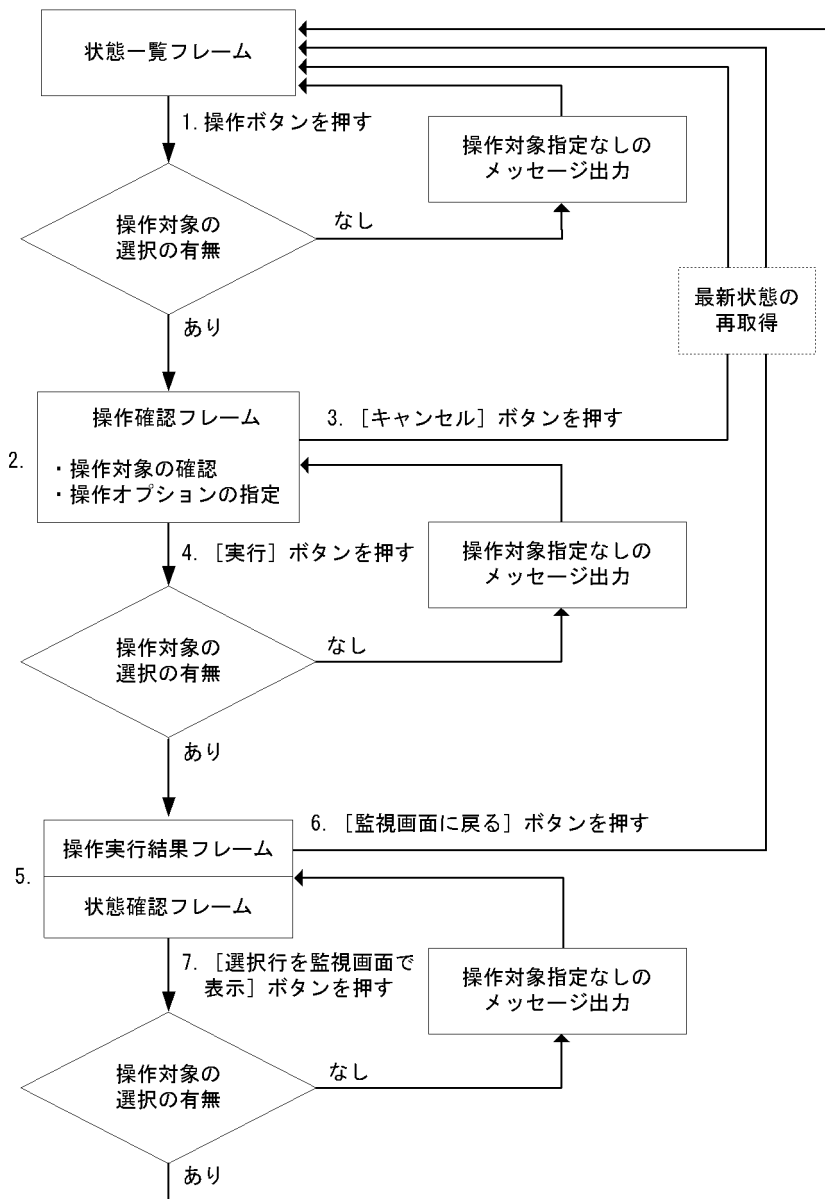 状態一覧フレーム
1. 操作ボタンを押す
操作対象指定なしの
メッセージ出力
操作対象の
選択の有無
なし
最新状態の
再取得
あり
操作確認フレーム
3. ［キャンセル］ボタンを押す
2.
・操作対象の確認
・操作オプションの指定
4. ［実行］ボタンを押す
操作対象指定なしの
メッセージ出力
操作対象の
選択の有無
なし
あり
6. ［監視画面に戻る］ボタンを押す
操作実行結果フレーム
5.
状態確認フレーム
7. ［選択行を監視画面で
表示］ボタンを押す
操作対象指定なしの
メッセージ出力
操作対象の
選択の有無
なし
あり